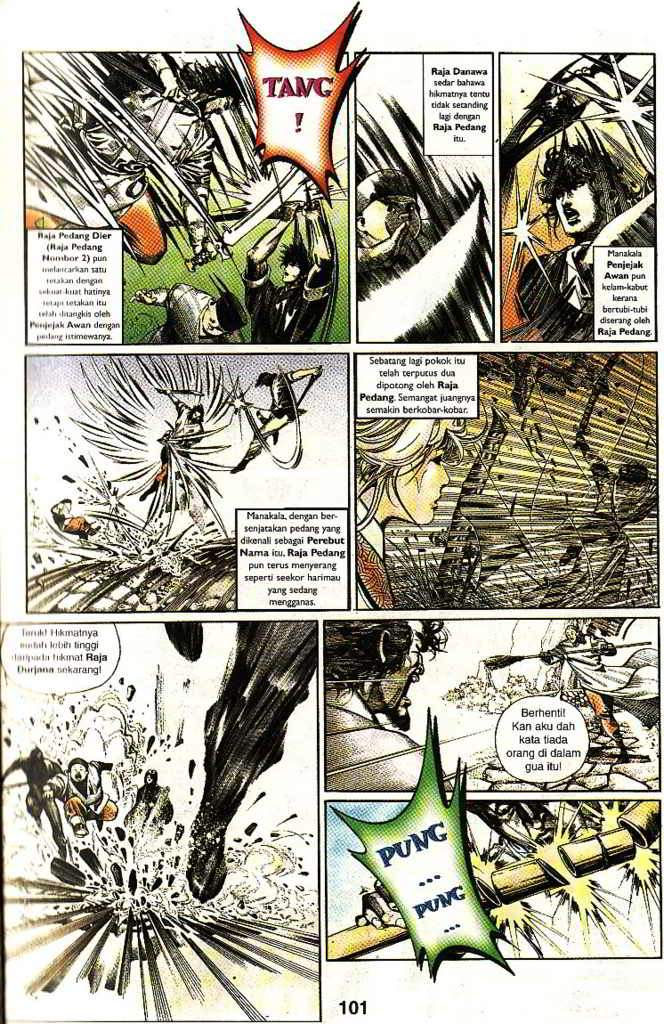 TANG
!
Raja Pedang Dier
(Raja Pedang
Nombor 2) pun
melancarkan satu
tetakan dengan
sekuat-kuat hatinya
tetapi tetakan itu
telah ditangkis oleh
Penjejak Awan dengan
pedang istimewanya.
Raja Danawa
sedar bahawa
hikmatnya tentu
tidak setanding
lagi dengan
Raja Pedang
itu.
Manakala
Penjejak
Awan pun
kelam-kabut
kerana
bertubi-tubi
diserang oleh
Raja Pedang.
Manakala, dengan ber-
senjatakan pedang yang
dikenali sebagai Perebut
Nama itu, Raja Pedang
pun terus menyerang
seperti seekor harimau
yang sedang
mengganas.
Sebatang lagi pokok itu
telah terputus dua
dipotong oleh Raja
Pedang. Semangat juangnya
semakin berkobar-kobar.
Teruk! Hikmatnya
sudah lebih tinggi
daripada hikmat Raja
Durjana sekarang!
Berhenti!
Kan aku dah
kata tiada
orang di dalam
gua itu!
PUNG
...
PUNG
...
101